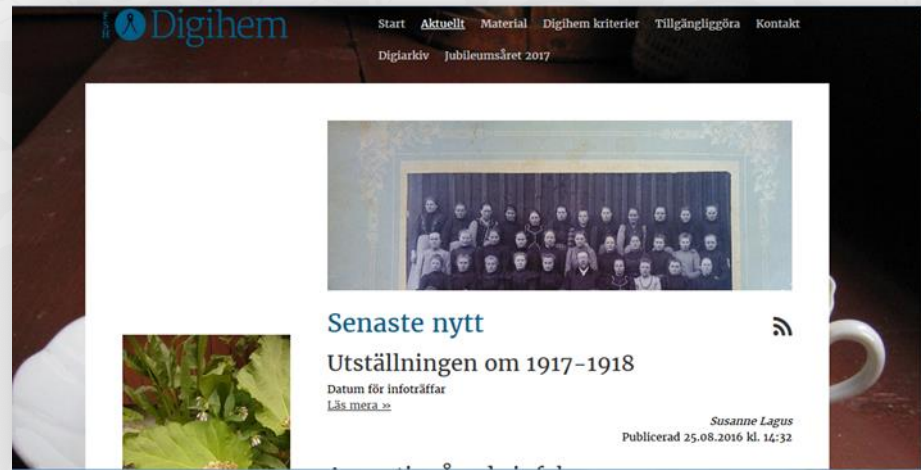 Digihem
Start Aktuellt Material Digihem kriterier Tillgängliggöra Kontakt
Digiarkiv Jubileumsåret 2017
Senaste nytt
Utställningen om 1917-1918
Datum för infoträffar
Läs mera »
Susanne Lagus
Publicerad 25.08.2016 kl. 14:32